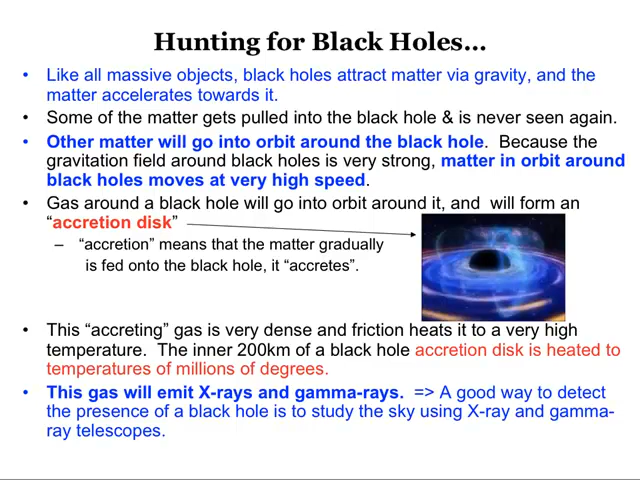 Hunting for Black Holes...
• Like all massive objects, black holes attract matter via gravity, and the
matter accelerates towards it.
• Some of the matter gets pulled into the black hole & is never seen again.
• Other matter will go into orbit around the black hole.  Because the
gravitation field around black holes is very strong, matter in orbit around
black holes moves at very high speed.
• Gas around a black hole will go into orbit around it, and  will form an
“accretion disk”
– “accretion” means that the matter gradually
is fed onto the black hole, it “accretes”.
• This “accreting” gas is very dense and friction heats it to a very high
temperature.  The inner 200km of a black hole accretion disk is heated to
temperatures of millions of degrees.
• This gas will emit X-rays and gamma-rays.  => A good way to detect
the presence of a black hole is to study the sky using X-ray and gamma-
ray telescopes.